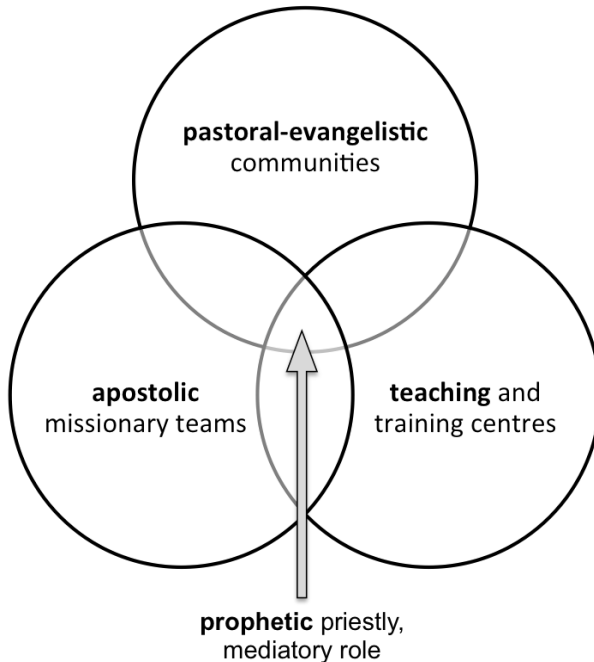 pastoral-evangelistic
communities
apostolic
missionary teams
teaching and
training centres
prophetic priestly,
mediatory role